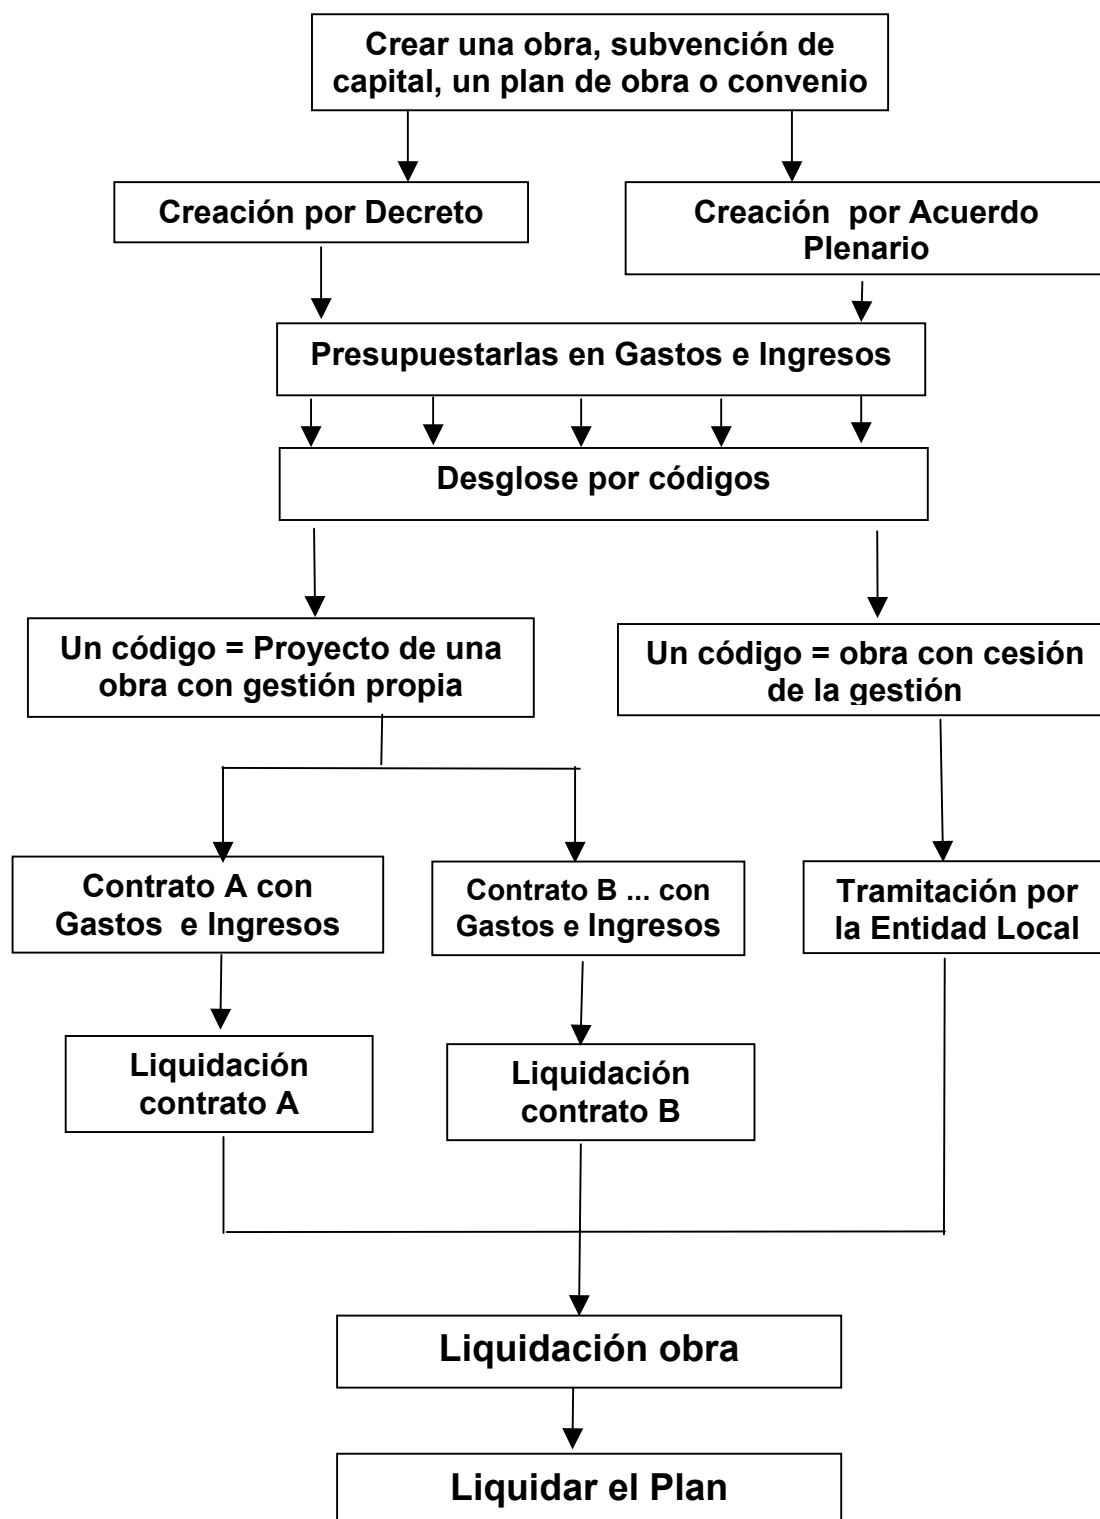 Crear una obra, subvención de
capital, un plan de obra o convenio
Creación por Decreto
Creación por Acuerdo
Plenario
Presupuestarlas en Gastos e Ingresos
Desglose por códigos
Un código = Proyecto de una
obra con gestión propia
Un código = obra con cesión
de la gestión
Contrato A con
Gastos e Ingresos
Contrato B ... con
Gastos e Ingresos
Tramitación por
la Entidad Local
Liquidación
contrato A
Liquidación
contrato B
Liquidación obra
Liquidar el Plan